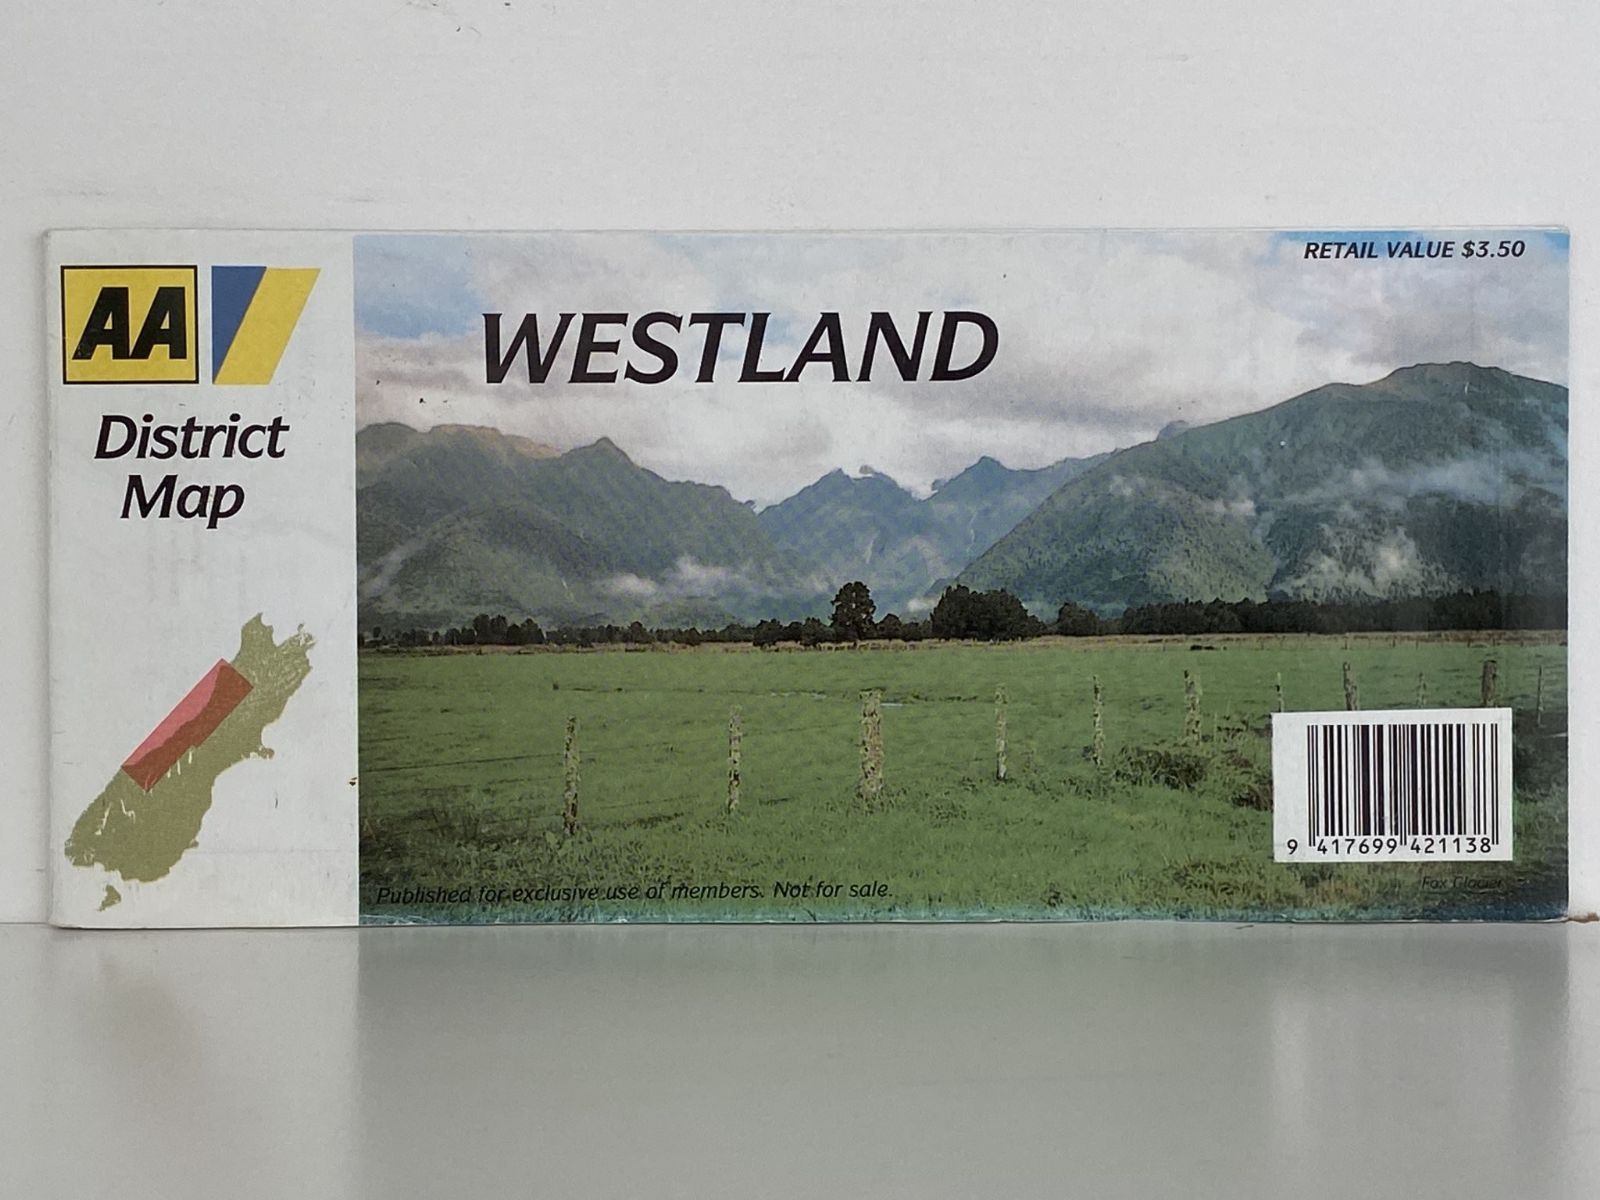 AA
District
Map
WESTLAND
RETAIL VALUE $3.50
9 417699 421138
Fox Glacier
Published for exclusive use of members. Not for sale.